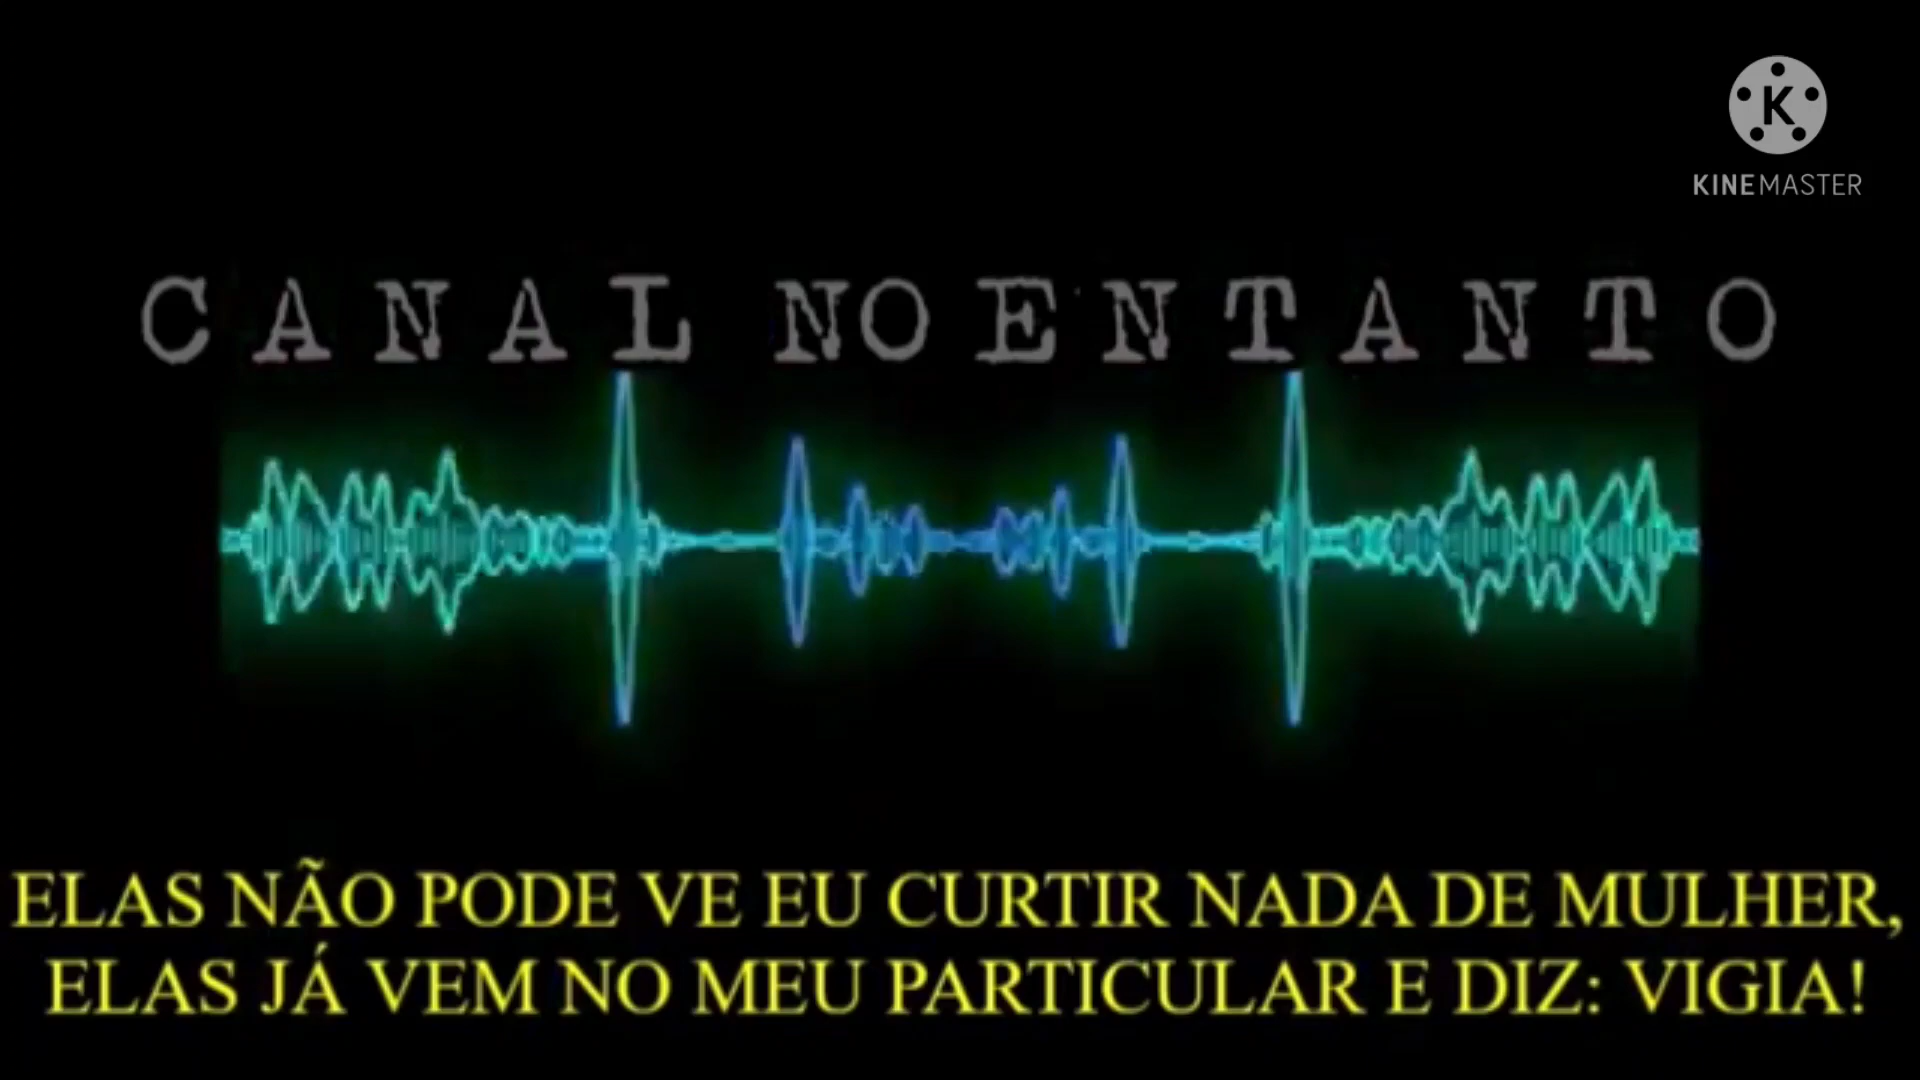 K
KINEMASTER
CANAL NOENTANTO
ELAS NÃO PODE VE EU CURTIR NADA DE MULHER,
ELAS JÁ VEM NO MEU PARTICULAR E DIZ: VIGIA!